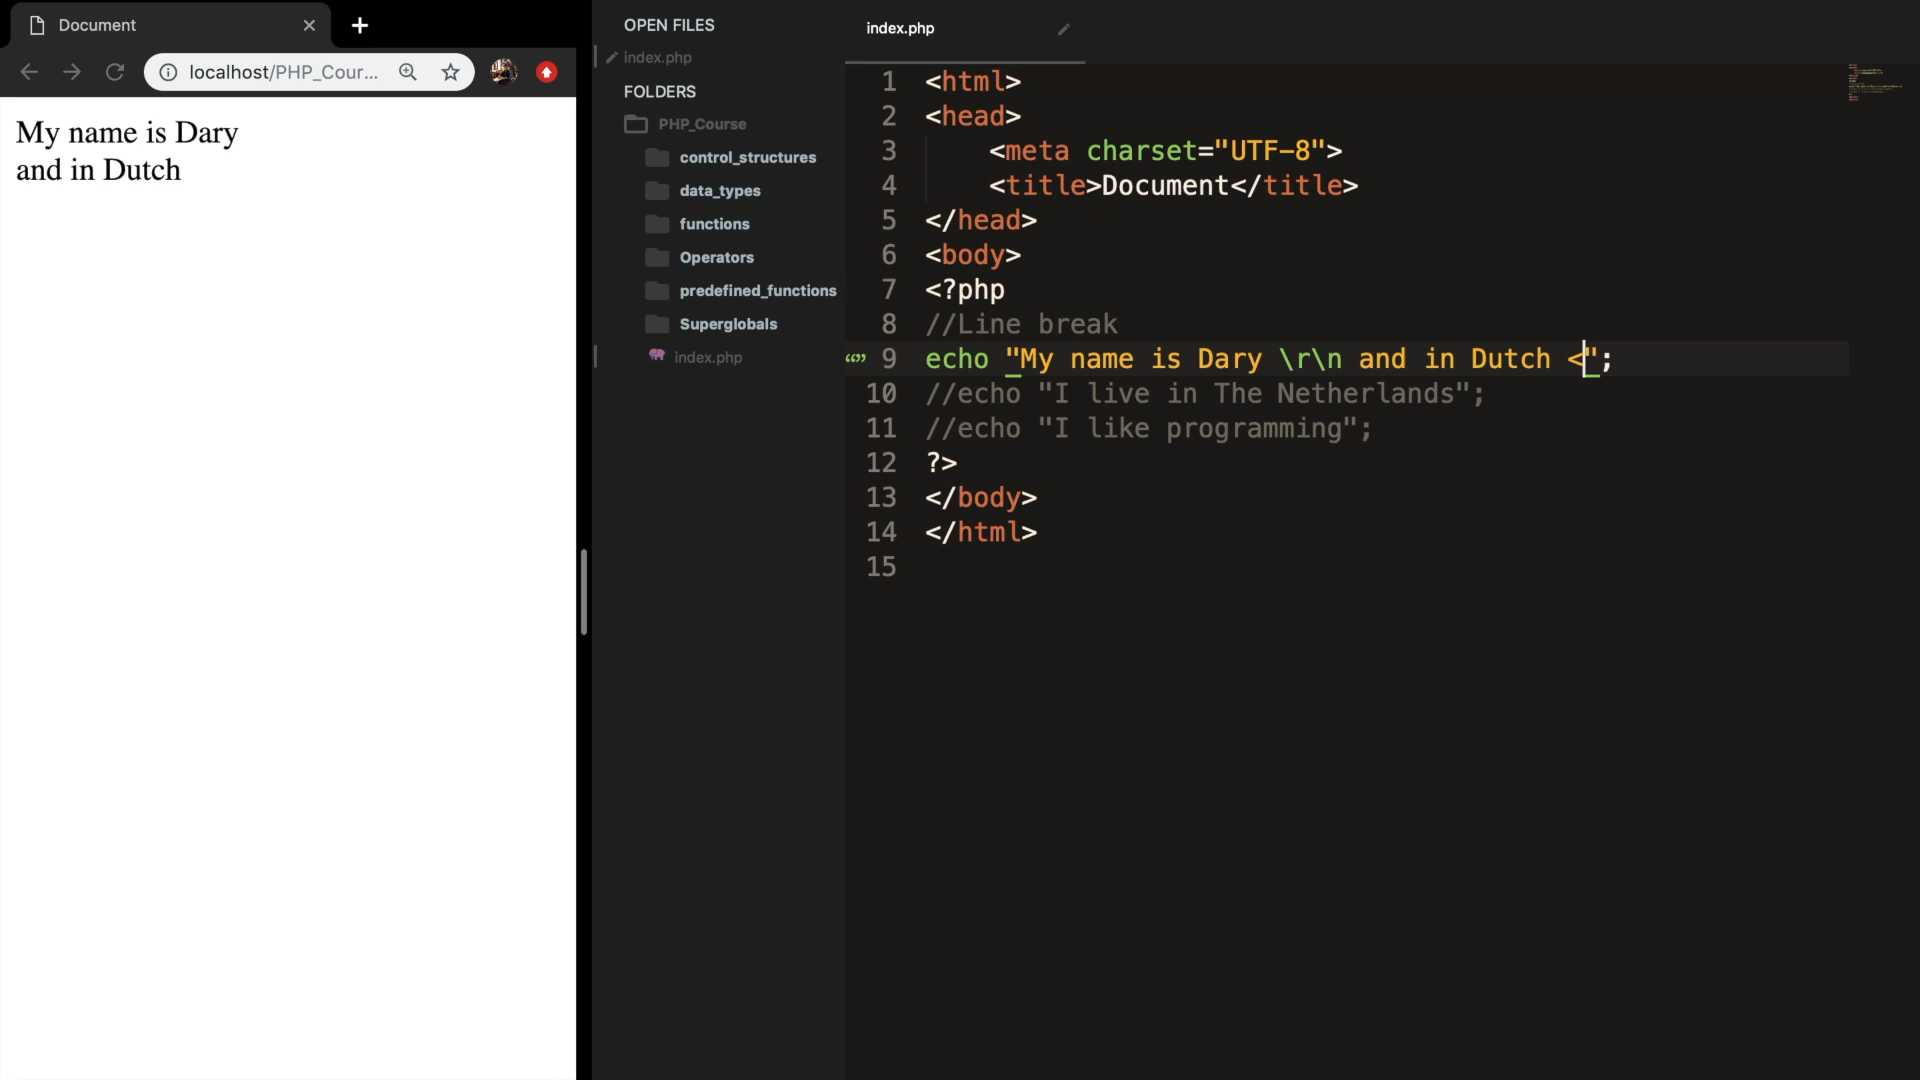 Document
localhost/PHP_Cour...
My name is Dary
and in Dutch
OPEN FILES
index.php
FOLDERS
PHP_Course
control_structures
data_types
functions
Operators
predefined_functions
Superglobals
index.php
index.php
1 <html>
2 <head>
3 <meta charset="UTF-8">
4 <title>Document</title>
5 </head>
6 <body>
7 <?php
8 //Line break
9 echo "My name is Dary \r\n and in Dutch <";
10 //echo "I live in The Netherlands";
11 //echo "I like programming";
12 ?>
13 </body>
14 </html>
15